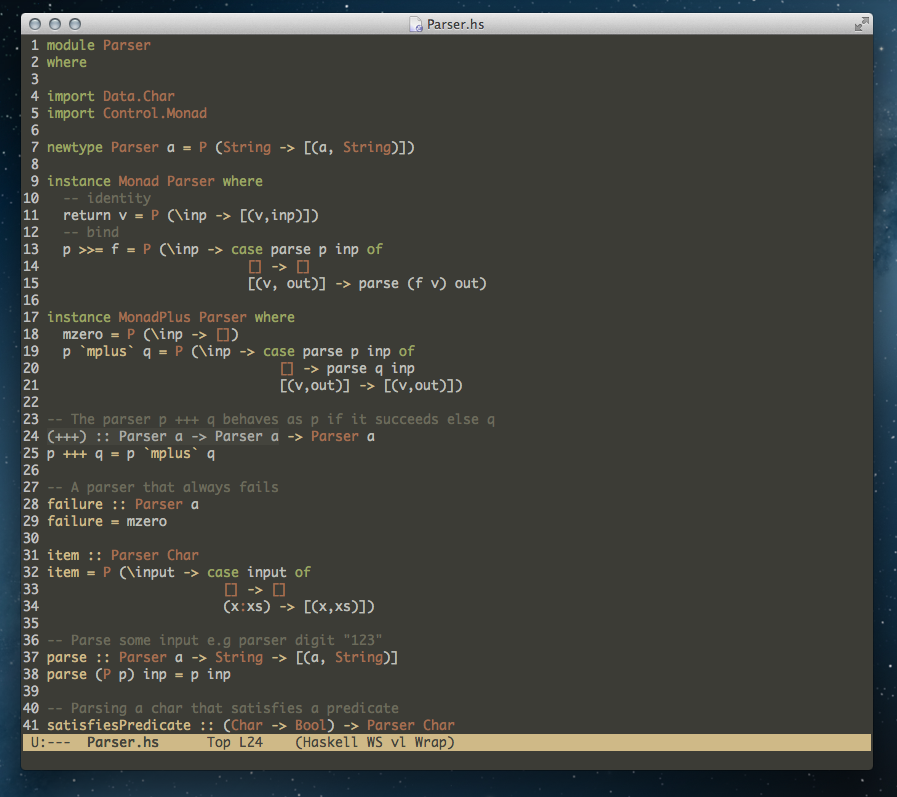 Parser.hs
1 module Parser
2 where
3
4 import Data.Char
5 import Control.Monad
6
7 newtype Parser a = P (String -> [(a, String)])
8
9 instance Monad Parser where
10   -- identity
11   return v = P (\inp -> [(v,inp)])
12   -- bind
13   p >>= f = P (\inp -> case parse p inp of
14                          [] -> []
15                          [(v, out)] -> parse (f v) out)
16
17 instance MonadPlus Parser where
18   mzero = P (\inp -> [])
19   p `mplus` q = P (\inp -> case parse p inp of
20                              [] -> parse q inp
21                              [(v,out)] -> [(v,out)])
22
23 -- The parser p +++ q behaves as p if it succeeds else q
24 (+++) :: Parser a -> Parser a -> Parser a
25 p +++ q = p `mplus` q
26
27 -- A parser that always fails
28 failure :: Parser a
29 failure = mzero
30
31 item :: Parser Char
32 item = P (\input -> case input of
33                       [] -> []
34                       (x:xs) -> [(x,xs)])
35
36 -- Parse some input e.g parser digit "123"
37 parse :: Parser a -> String -> [(a, String)]
38 parse (P p) inp = p inp
39
40 -- Parsing a char that satisfies a predicate
41 satisfiesPredicate :: (Char -> Bool) -> Parser Char
U:---  Parser.hs      Top L24    (Haskell WS vl Wrap)